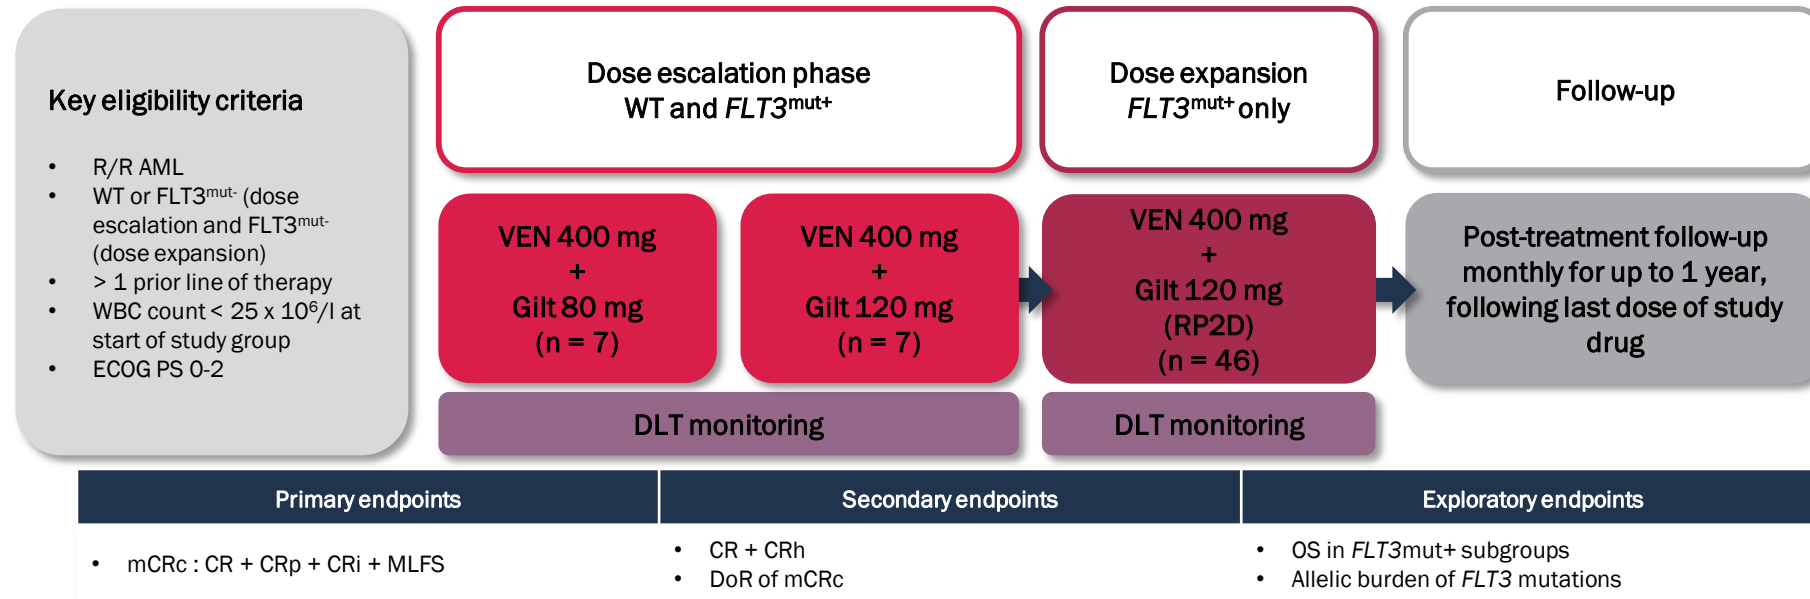 Key eligibility criteria
• R/R AML
• WT or FLT3mut- (dose
escalation and FLT3mut-
(dose expansion)
• > 1 prior line of therapy
• WBC count < 25 x 10⁶/l at
start of study group
• ECOG PS 0-2
Dose escalation phase
WT and FLT3mut+
VEN 400 mg
+
Gilt 80 mg
(n = 7)
VEN 400 mg
+
Gilt 120 mg
(n = 7)
DLT monitoring
Dose expansion
FLT3mut+ only
VEN 400 mg
+
Gilt 120 mg
(RP2D)
(n = 46)
DLT monitoring
Follow-up
Post-treatment follow-up
monthly for up to 1 year,
following last dose of study
drug
Primary endpoints
• mCRc : CR + CRp + CRi + MLFS
Secondary endpoints
• CR + CRh
• DoR of mCRc
Exploratory endpoints
• OS in FLT3mut+ subgroups
• Allelic burden of FLT3 mutations